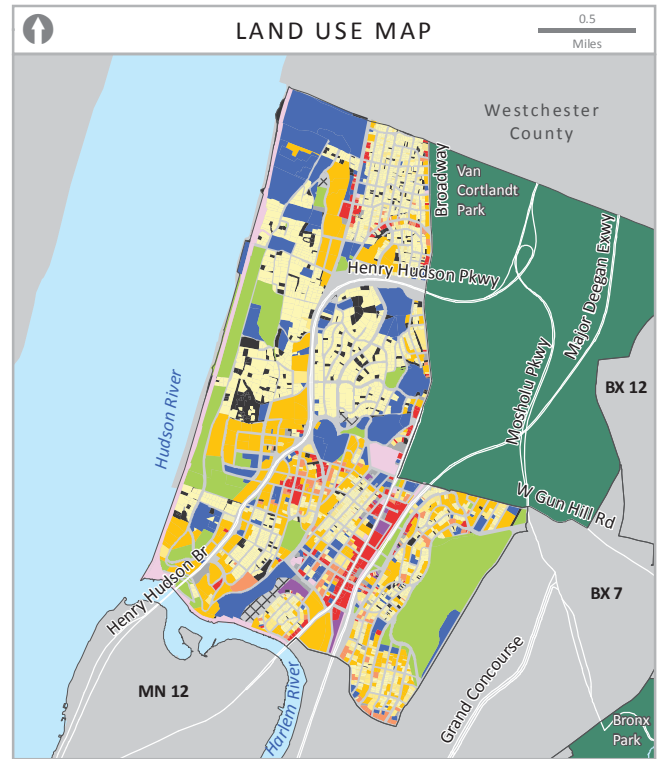 LAND USE MAP
0.5
Miles
Westchester
County
Broadway
Van
Cortlandt
Park
Henry Hudson Pkwy
Major Deegan Exwy
Mosholu Pkwy
BX 12
Hudson River
W Gun Hill Rd
Henry Hudson Br
BX 7
MN 12
Harlem River
Grand Concourse
Bronx
Park